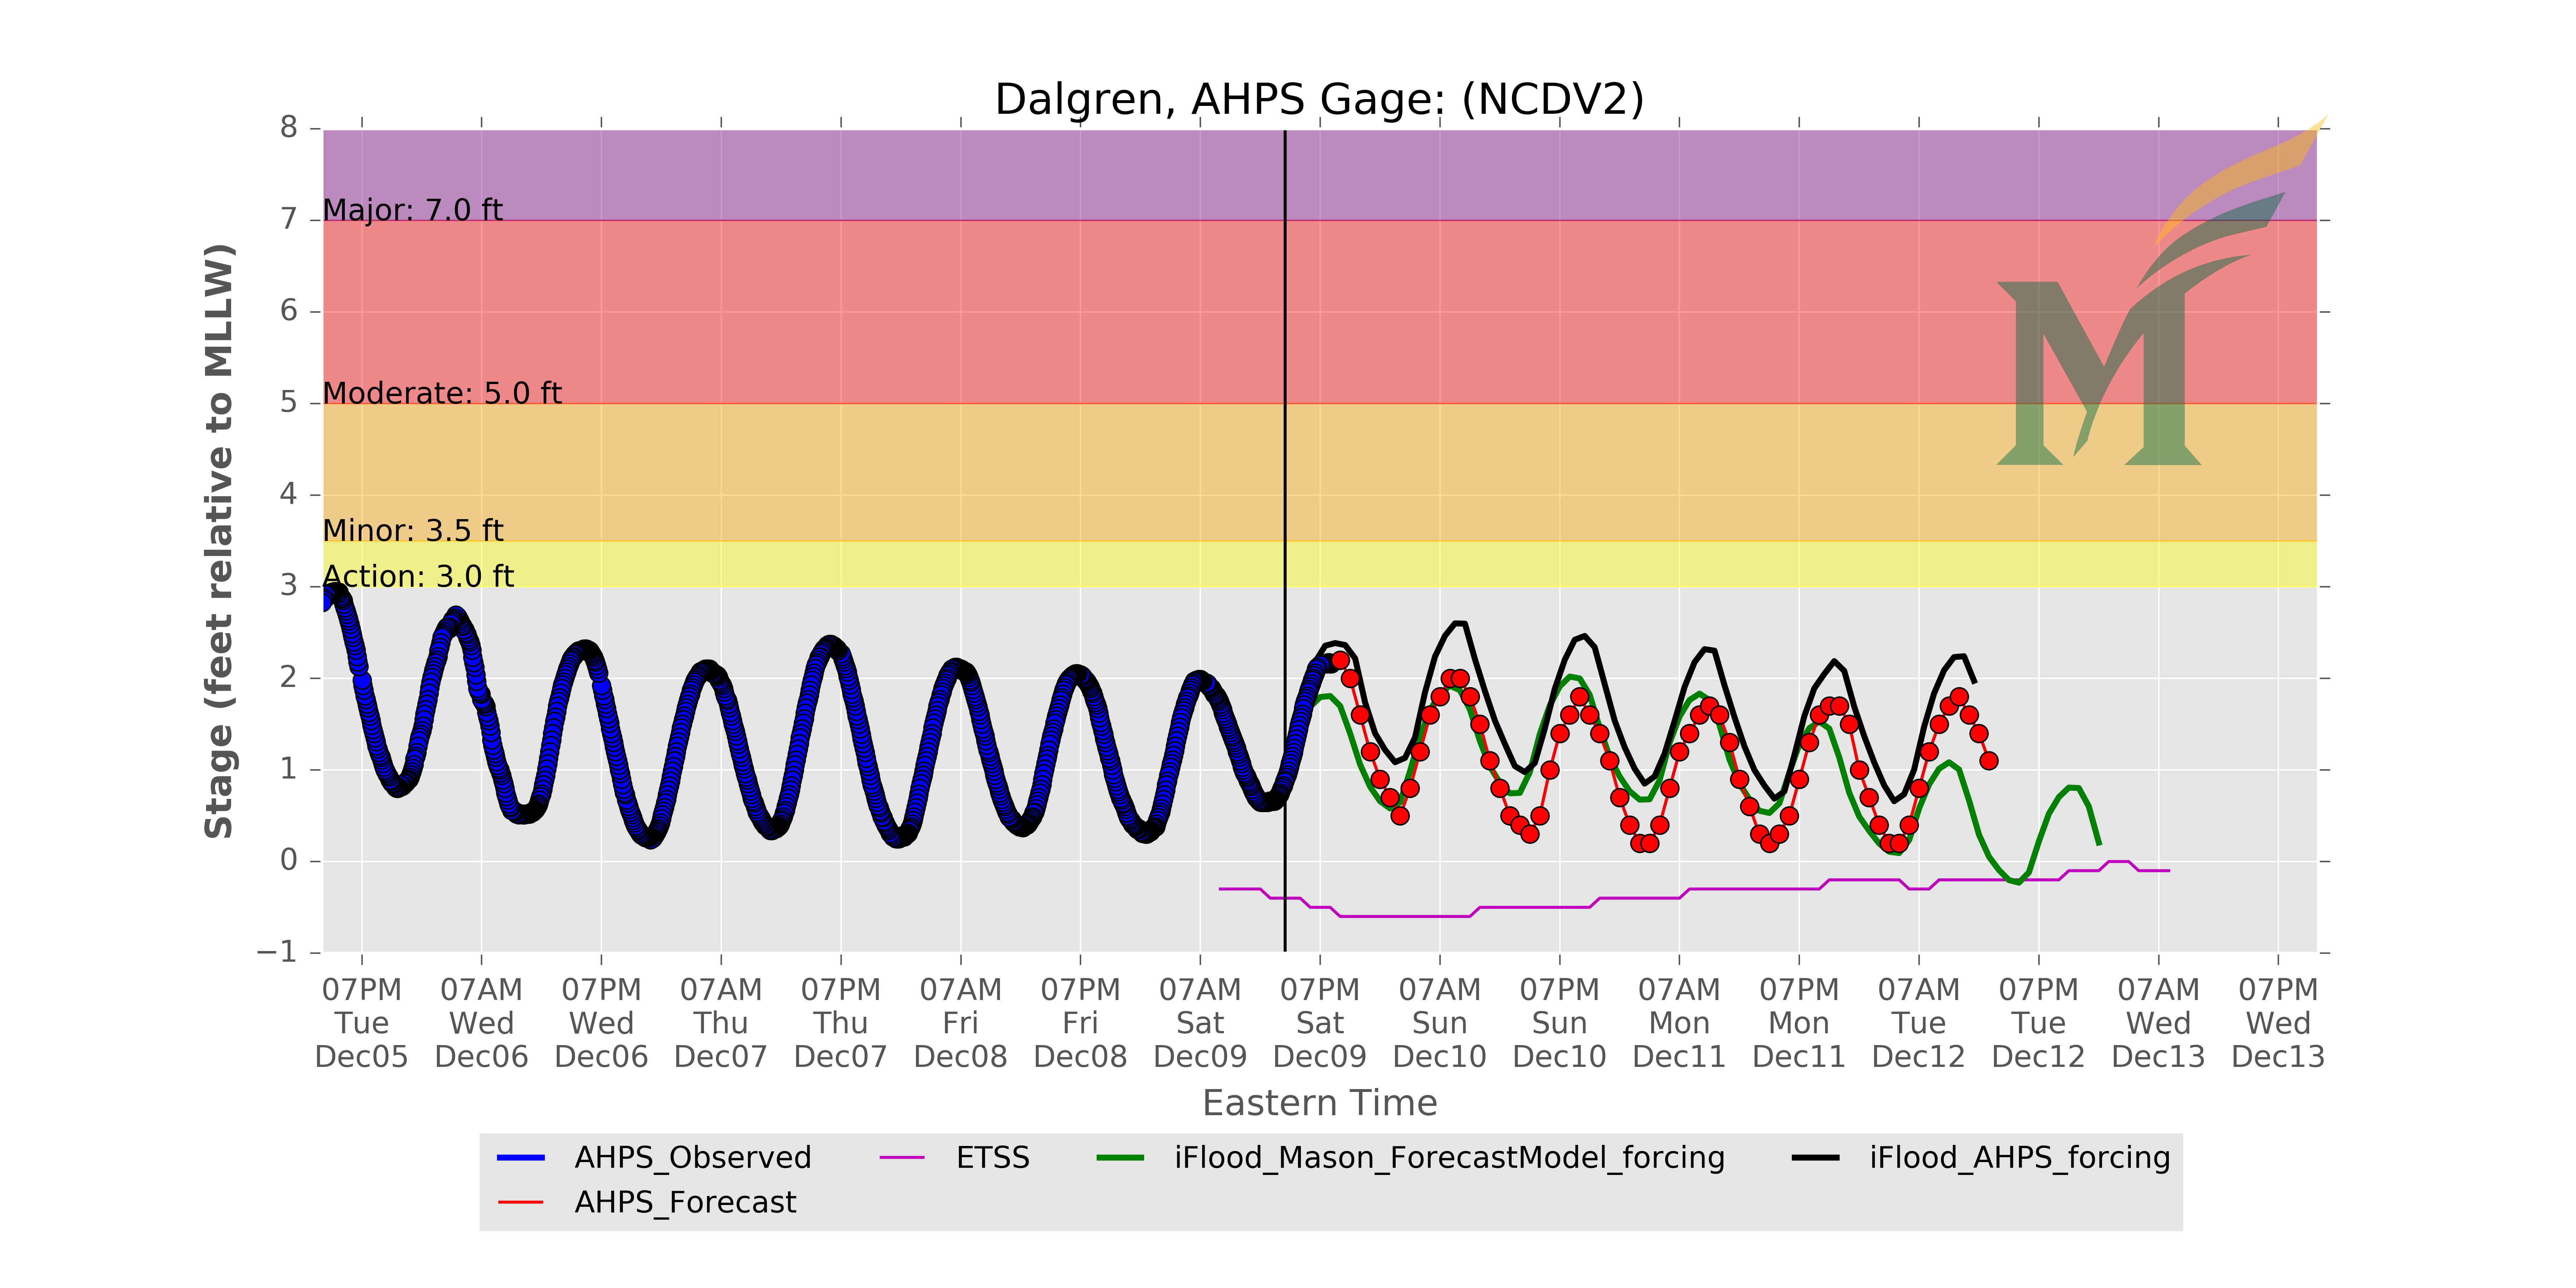 Dalgren, AHPS Gage: (NCDV2)
8
7
6
5
4
3
2
1
0
−1
Stage (feet relative to MLLW)
Major: 7.0 ft
Moderate: 5.0 ft
Minor: 3.5 ft
Action: 3.0 ft
M
07PM 07AM 07PM 07AM 07PM 07AM 07PM 07AM 07PM 07AM 07PM 07AM 07PM 07AM 07PM 07AM 07PM
Tue Wed Wed Thu Thu Fri Fri Sat Sat Sun Sun Mon Mon Tue Tue Wed Wed
Dec05 Dec06 Dec06 Dec07 Dec07 Dec08 Dec08 Dec09 Dec09 Dec10 Dec10 Dec11 Dec11 Dec12 Dec12 Dec13 Dec13
Eastern Time
AHPS_Observed ETSS iFlood_Mason_ForecastModel_forcing iFlood_AHPS_forcing
AHPS_Forecast